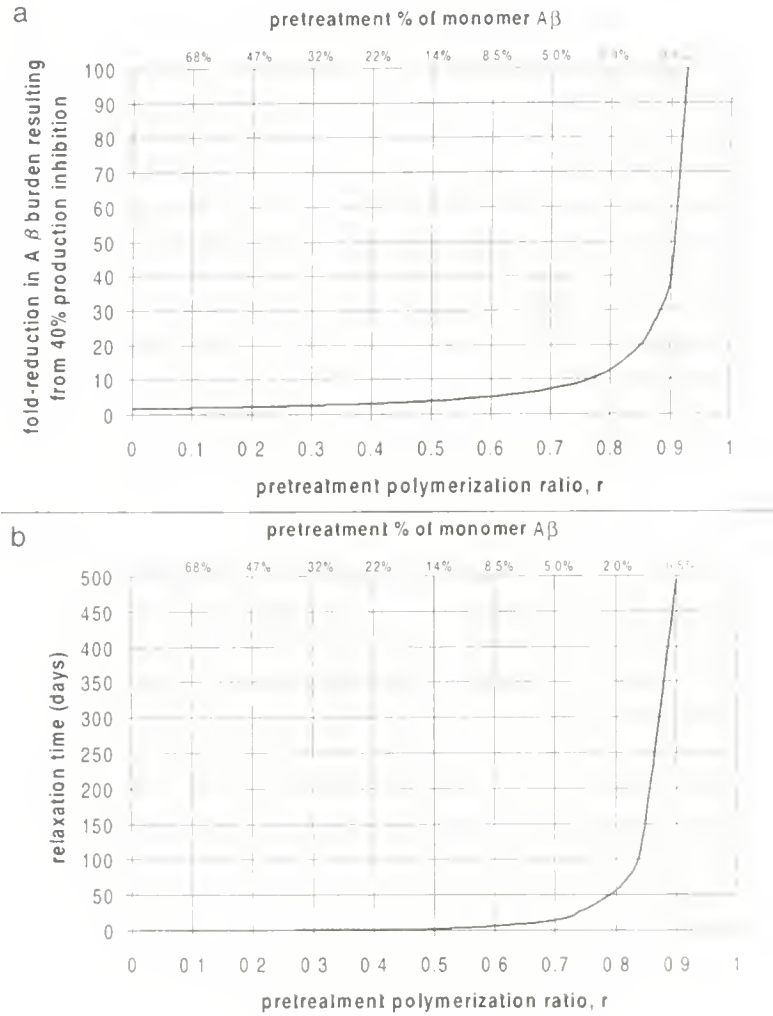 a
pretreatment % of monomer Aβ
68% 47% 32% 22% 14% 8.5% 5.0%
fold-reduction in A β burden resulting
from 40% production inhibition
100
90
80
70
60
50
40
30
20
10
0
0 0.1 0.2 0.3 0.4 0.5 0.6 0.7 0.8 0.9 1
pretreatment polymerization ratio, r
b
pretreatment % of monomer Aβ
68% 47% 32% 22% 14% 8.5% 5.0% 2.0%
relaxation time (days)
500
450
400
350
300
250
200
150
100
50
0
0 0.1 0.2 0.3 0.4 0.5 0.6 0.7 0.8 0.9 1
pretreatment polymerization ratio, r